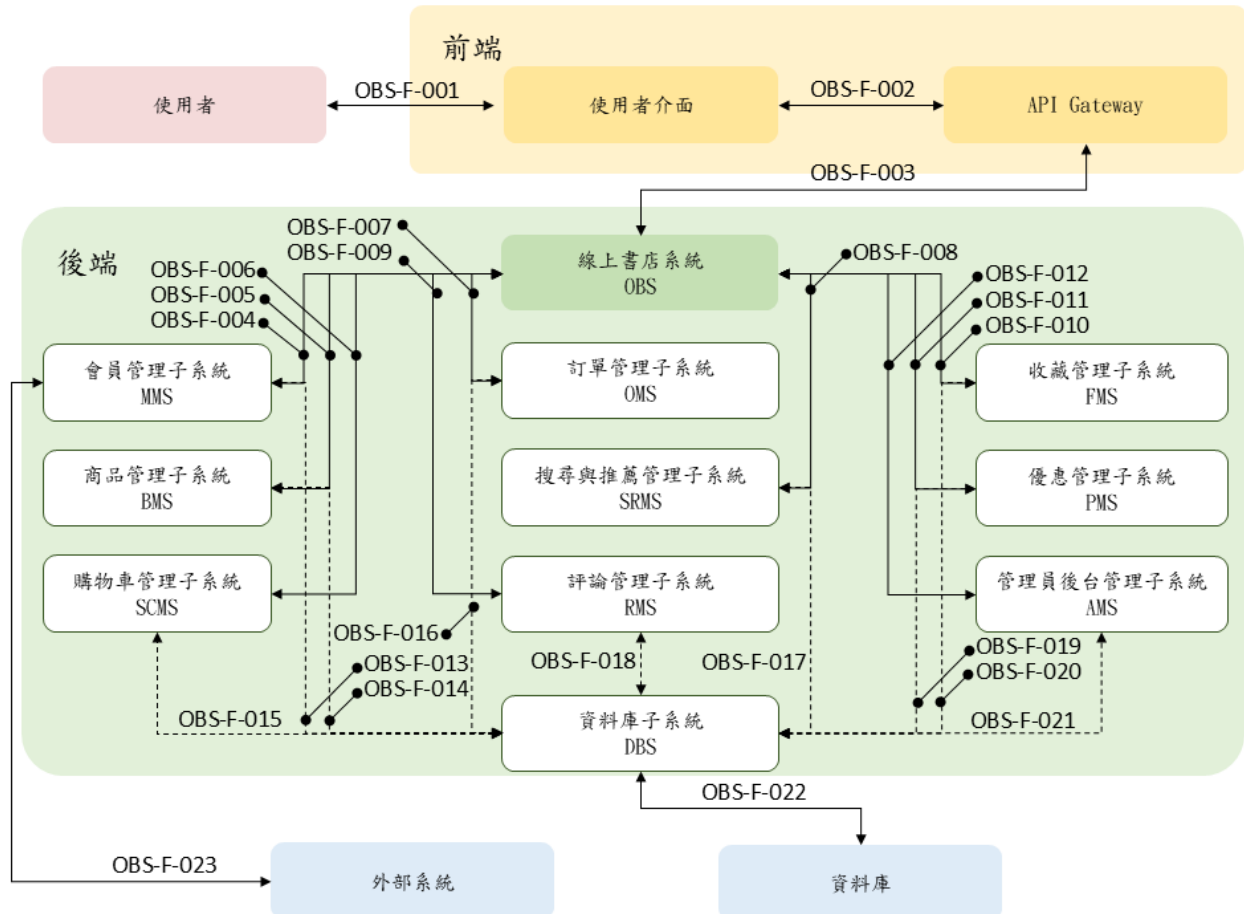 前端
使用者
OBS-F-001
使用者介面
OBS-F-002
API Gateway
OBS-F-003
後端
OBS-F-007
OBS-F-009
OBS-F-006
OBS-F-005
OBS-F-004
線上書店系統
OBS
OBS-F-008
OBS-F-012
OBS-F-011
OBS-F-010
會員管理子系統
MMS
訂單管理子系統
OMS
收藏管理子系統
FMS
商品管理子系統
BMS
搜尋與推薦管理子系統
SRMS
優惠管理子系統
PMS
購物車管理子系統
SCMS
評論管理子系統
RMS
管理員後台管理子系統
AMS
OBS-F-016
OBS-F-013
OBS-F-014
OBS-F-015
OBS-F-018
OBS-F-017
OBS-F-019
OBS-F-020
OBS-F-021
資料庫子系統
DBS
OBS-F-022
OBS-F-023
外部系統
資料庫